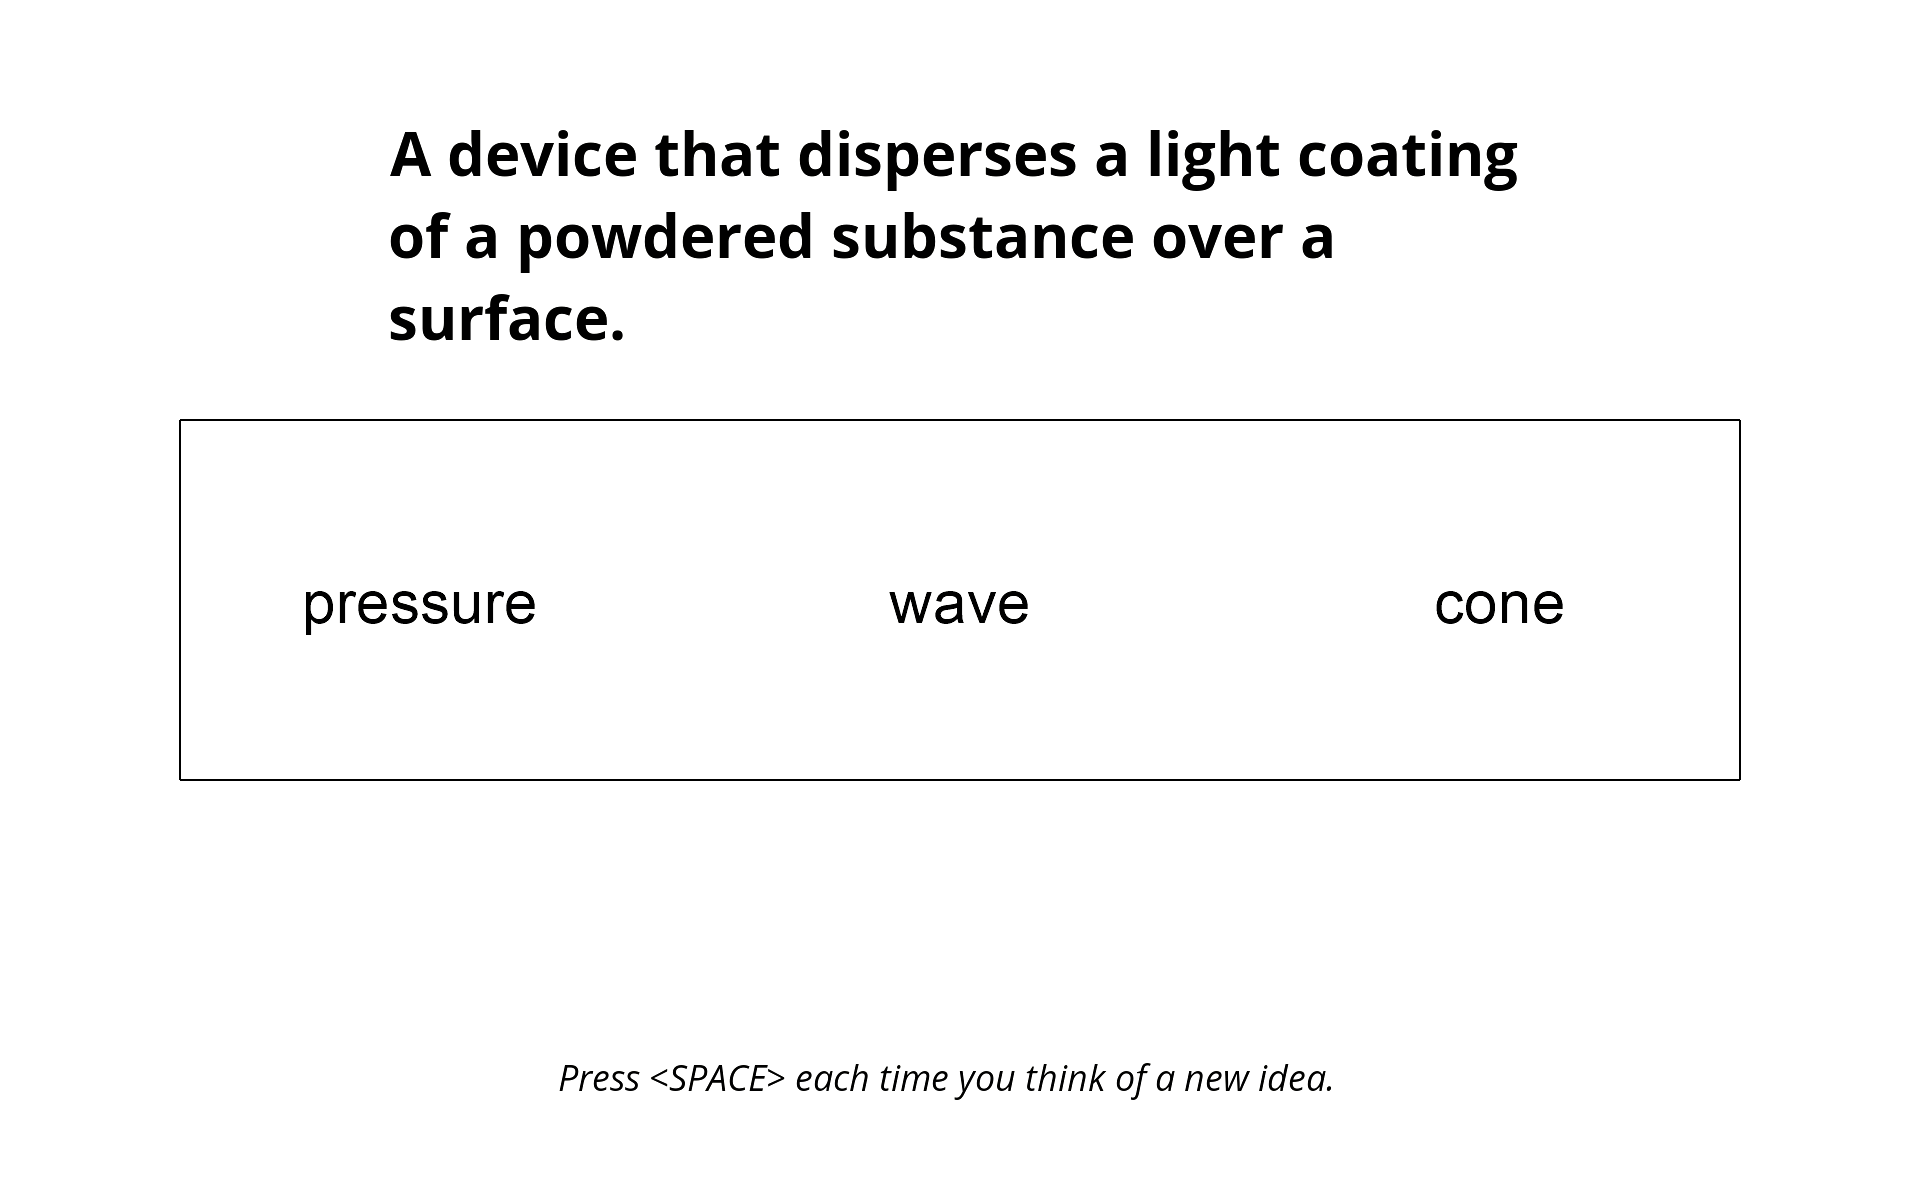 A device that disperses a light coating
of a powdered substance over a
surface.
pressure wave cone
Press <SPACE> each time you think of a new idea.